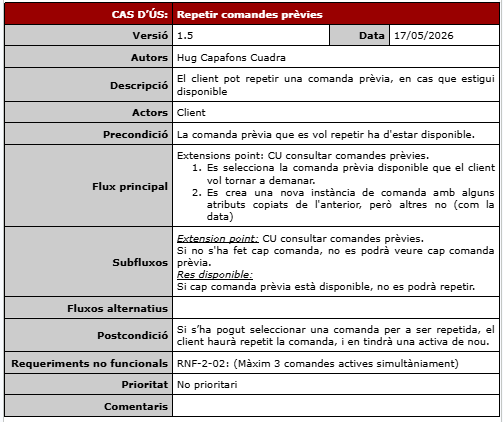 CAS D'ÚS: Repetir comandes prèvies
Versió 1.5 Data 17/05/2026
Autors Hug Capafons Cuadra
Descripció El client pot repetir una comanda prèvia, en cas que estigui
disponible
Actors Client
Precondició La comanda prèvia que es vol repetir ha d'estar disponible.
Flux principal
Extensions point: CU consultar comandes prèvies.
1. Es selecciona la comanda prèvia disponible que el client
vol tornar a demanar.
2. Es crea una nova instància de comanda amb alguns
atributs copiats de l'anterior, però altres no (com la
data)
Subfluxos
Extension point: CU consultar comandes prèvies.
Si no s'ha fet cap comanda, no es podrà veure cap comanda
prèvia.
Res disponible:
Si cap comanda prèvia està disponible, no es podrà repetir.
Fluxos alternatius
Postcondició Si s'ha pogut seleccionar una comanda per a ser repetida, el
client haurà repetit la comanda, i en tindrà una activa de nou.
Requeriments no funcionals RNF-2-02: (Màxim 3 comandes actives simultàniament)
Prioritat No prioritari
Comentaris